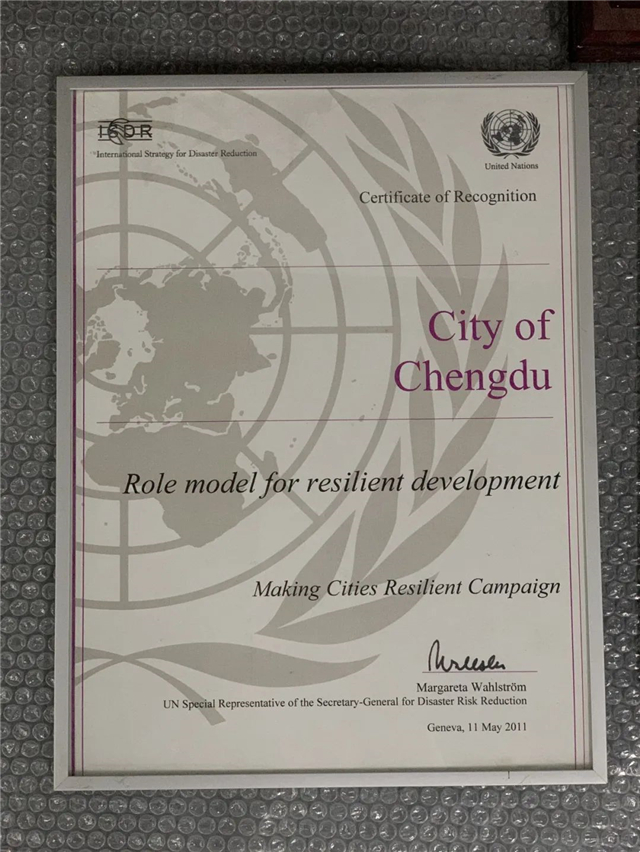 ISDR
International Strategy for Disaster Reduction
United Nations
Certificate of Recognition
City of
Chengdu
Role model for resilient development
Making Cities Resilient Campaign
Margareta Wahlström
UN Special Representative of the Secretary-General for Disaster Risk Reduction
Geneva, 11 May 2011